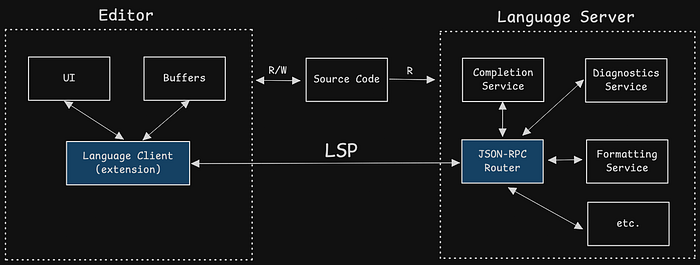 Editor
Language Server
UI
Buffers
R/W
Source Code
R
Completion
Service
Diagnostics
Service
Language Client
(extension)
LSP
JSON-RPC
Router
Formatting
Service
etc.